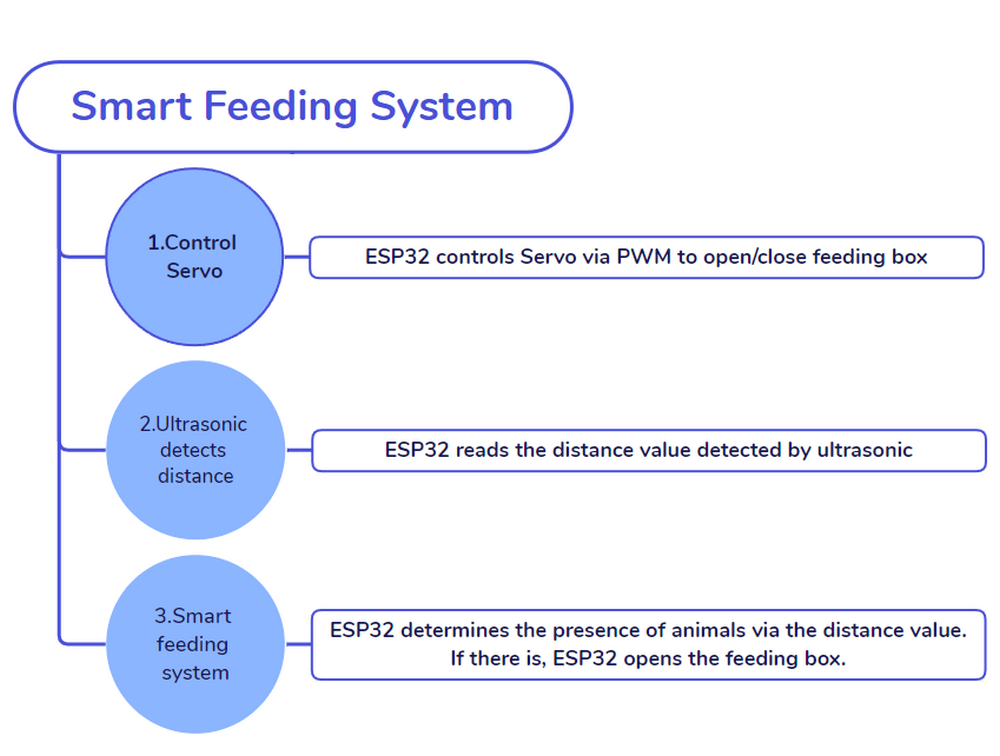 Smart Feeding System
1.Control
Servo
ESP32 controls Servo via PWM to open/close feeding box
2.Ultrasonic
detects
distance
ESP32 reads the distance value detected by ultrasonic
3.Smart
feeding
system
ESP32 determines the presence of animals via the distance value.
If there is, ESP32 opens the feeding box.